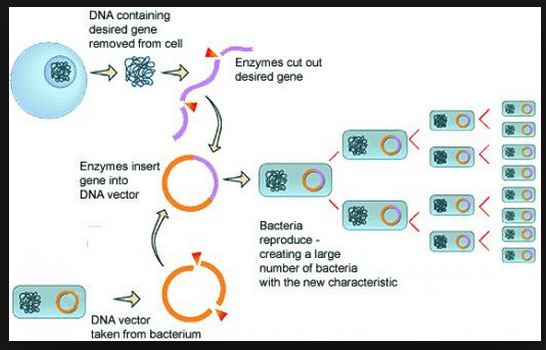 DNA containing
desired gene
removed from cell
Enzymes cut out
desired gene
Enzymes insert
gene into
DNA vector
Bacteria
reproduce -
creating a large
number of bacteria
with the new characteristic
DNA vector
taken from bacterium